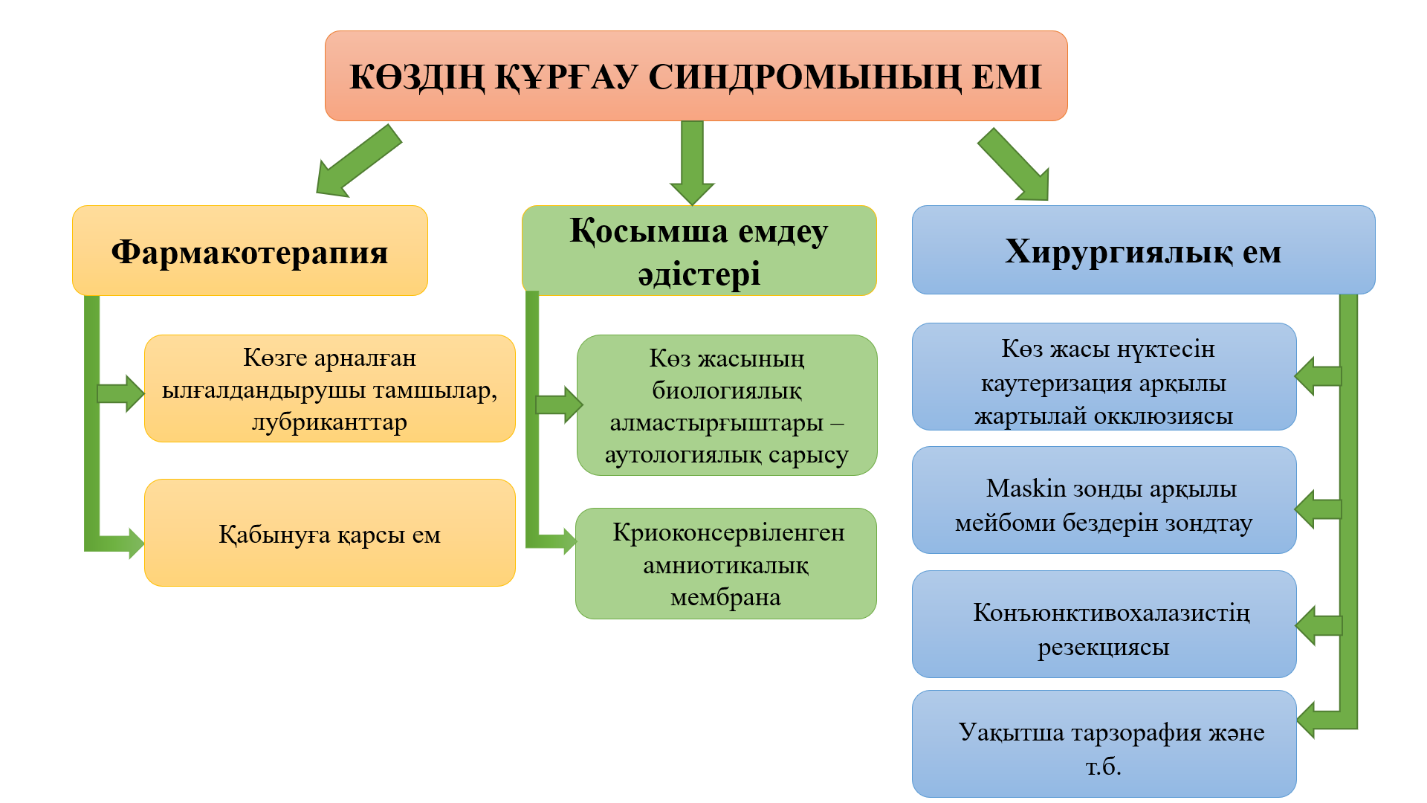 КӨЗДІҢ ҚҰРҒАУ СИНДРОМЫНЫҢ ЕМІ
Фармакотерапия
Көзге арналған
ылғалдандырушы тамшылар,
лубриканттар
Қабынуға қарсы ем
Қосымша емдеу
әдістері
Көз жасының
биологиялық
алмастырғыштары –
аутологиялық сарысу
Криоконсервіленген
амниотикалық
мембрана
Хирургиялық ем
Көз жасы нүктесін
каутеризация арқылы
жартылай окклюзиясы
Maskin зонды арқылы
мейбоми бездерін зондтау
Конъюнктивохалазистің
резекциясы
Уақытша тарзорафия және
т.б.